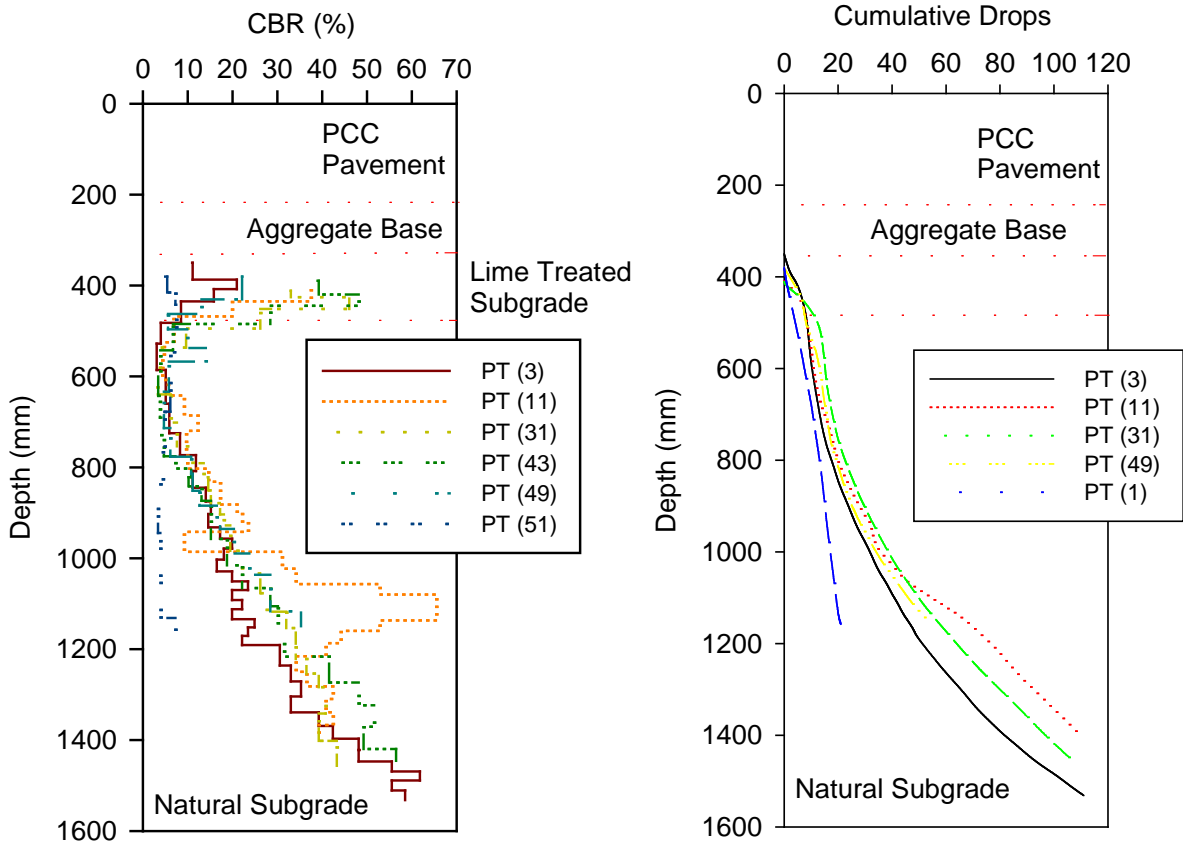 CBR (%)
0 10 20 30 40 50 60 70
0
200
400
600
800
1000
1200
1400
1600
Depth (mm)
PCC
Pavement
Aggregate Base
Lime Treated
Subgrade
PT (3)
PT (11)
PT (31)
PT (43)
PT (49)
PT (51)
Natural Subgrade
Cumulative Drops
0 20 40 60 80 100 120
0
200
400
600
800
1000
1200
1400
1600
Depth (mm)
PCC
Pavement
Aggregate Base
PT (3)
PT (11)
PT (31)
PT (49)
PT (1)
Natural Subgrade